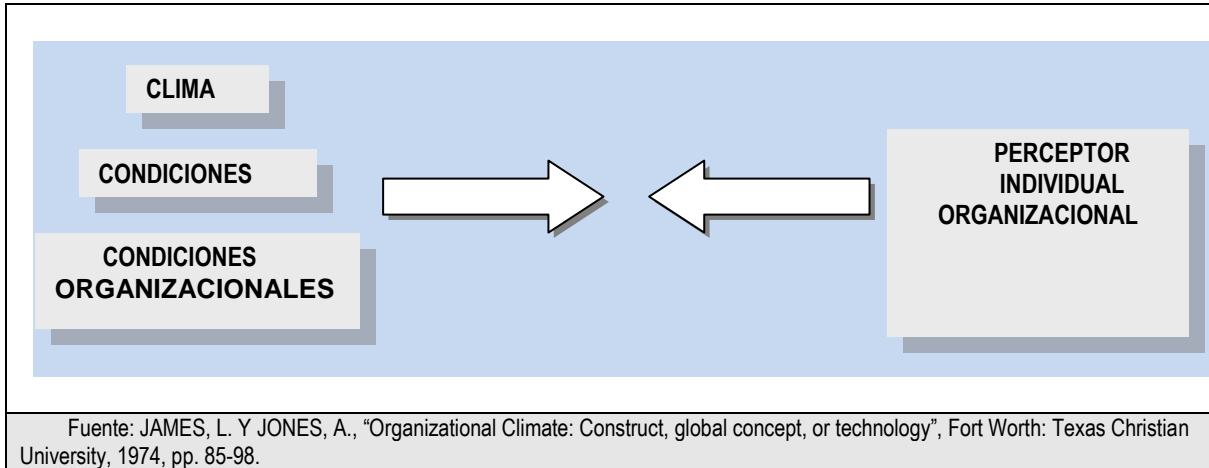 CLIMA
CONDICIONES
CONDICIONES
ORGANIZACIONALES
PERCEPTOR
INDIVIDUAL
ORGANIZACIONAL
Fuente: JAMES, L. Y JONES, A., “Organizational Climate: Construct, global concept, or technology”, Fort Worth: Texas Christian
University, 1974, pp. 85-98.